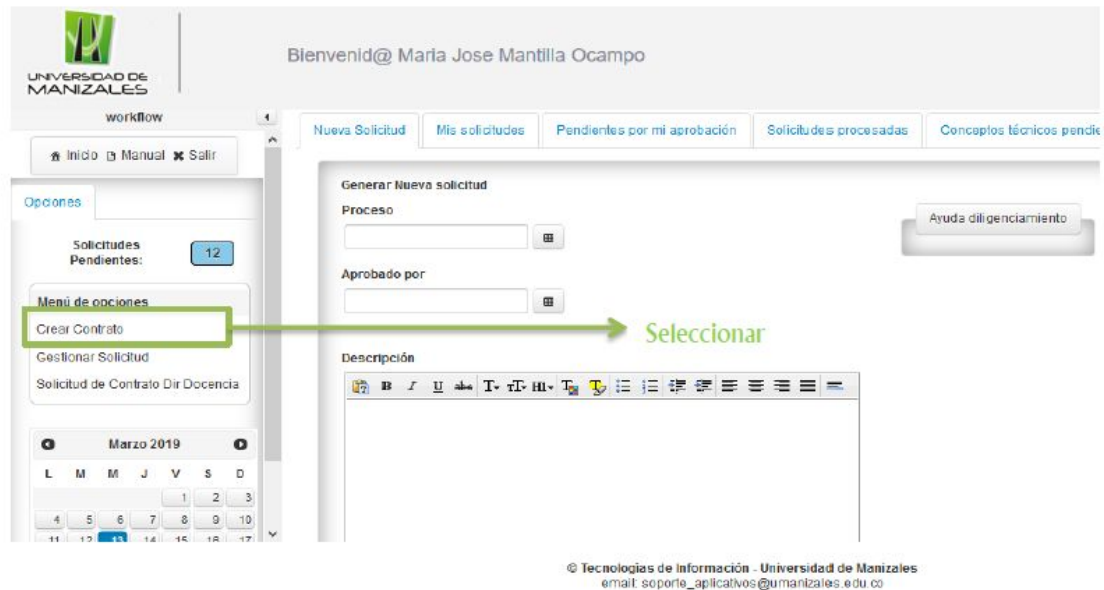 UNIVERSIDAD DE
MANIZALES
Bienvenid@ Maria Jose Mantilla Ocampo
workflow
Inicio Manual Salir
Opciones
Solicitudes
Pendientes:
12
Menú de opciones
Crear Contrato
Gestionar Solicitud
Solicitud de Contrato Dir Docencia
Marzo 2019
L M M J V S D
1 2 3
4 5 6 7 8 9 10
11 12 13 14 15 16 17
Nueva Solicitud Mis solicitudes Pendientes por mi aprobación Solicitudes procesadas Conceptos técnicos pendie
Generar Nueva solicitud
Proceso
Ayuda diligenciamiento
Aprobado por
Seleccionar
Descripción
B I U abc T T H1 T T
© Tecnologias de Información - Universidad de Manizales
email: soporte_aplicativos@umanizales.edu.co